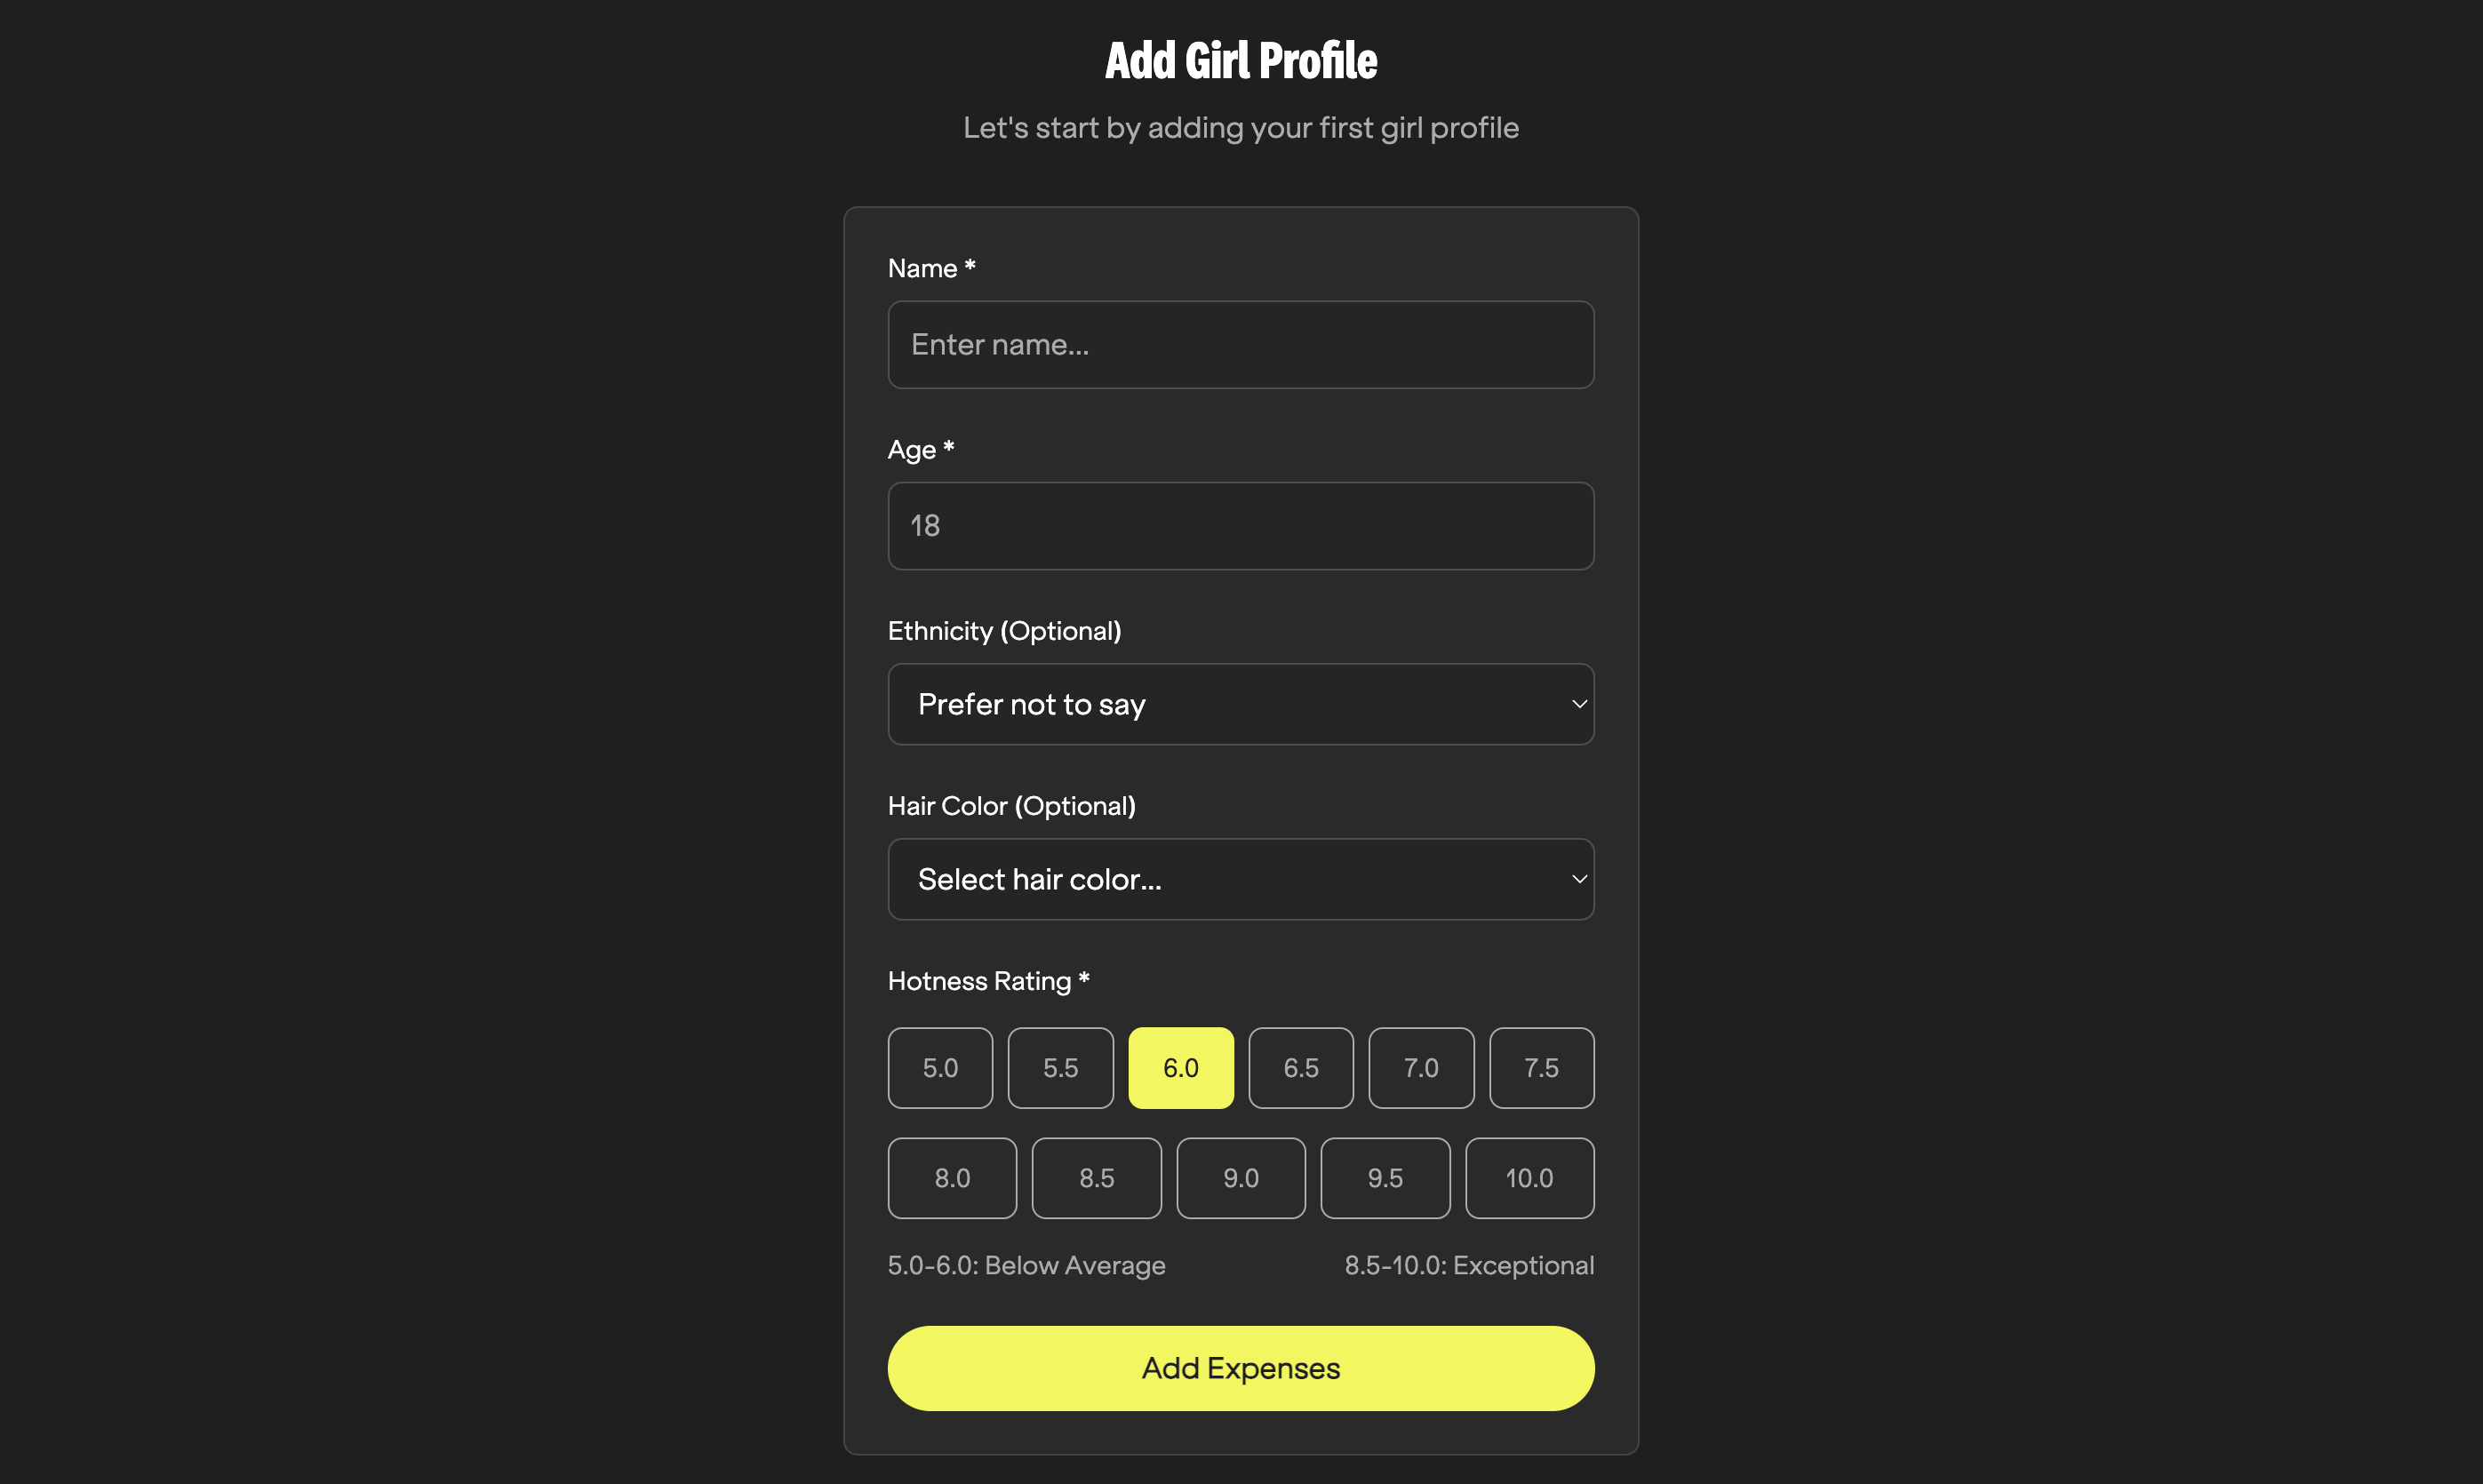 Add Girl Profile
Let's start by adding your first girl profile
Name *
Enter name...
Age *
18
Ethnicity (Optional)
Prefer not to say
Hair Color (Optional)
Select hair color...
Hotness Rating *
5.0 5.5 6.0 6.5 7.0 7.5
8.0 8.5 9.0 9.5 10.0
5.0-6.0: Below Average 8.5-10.0: Exceptional
Add Expenses